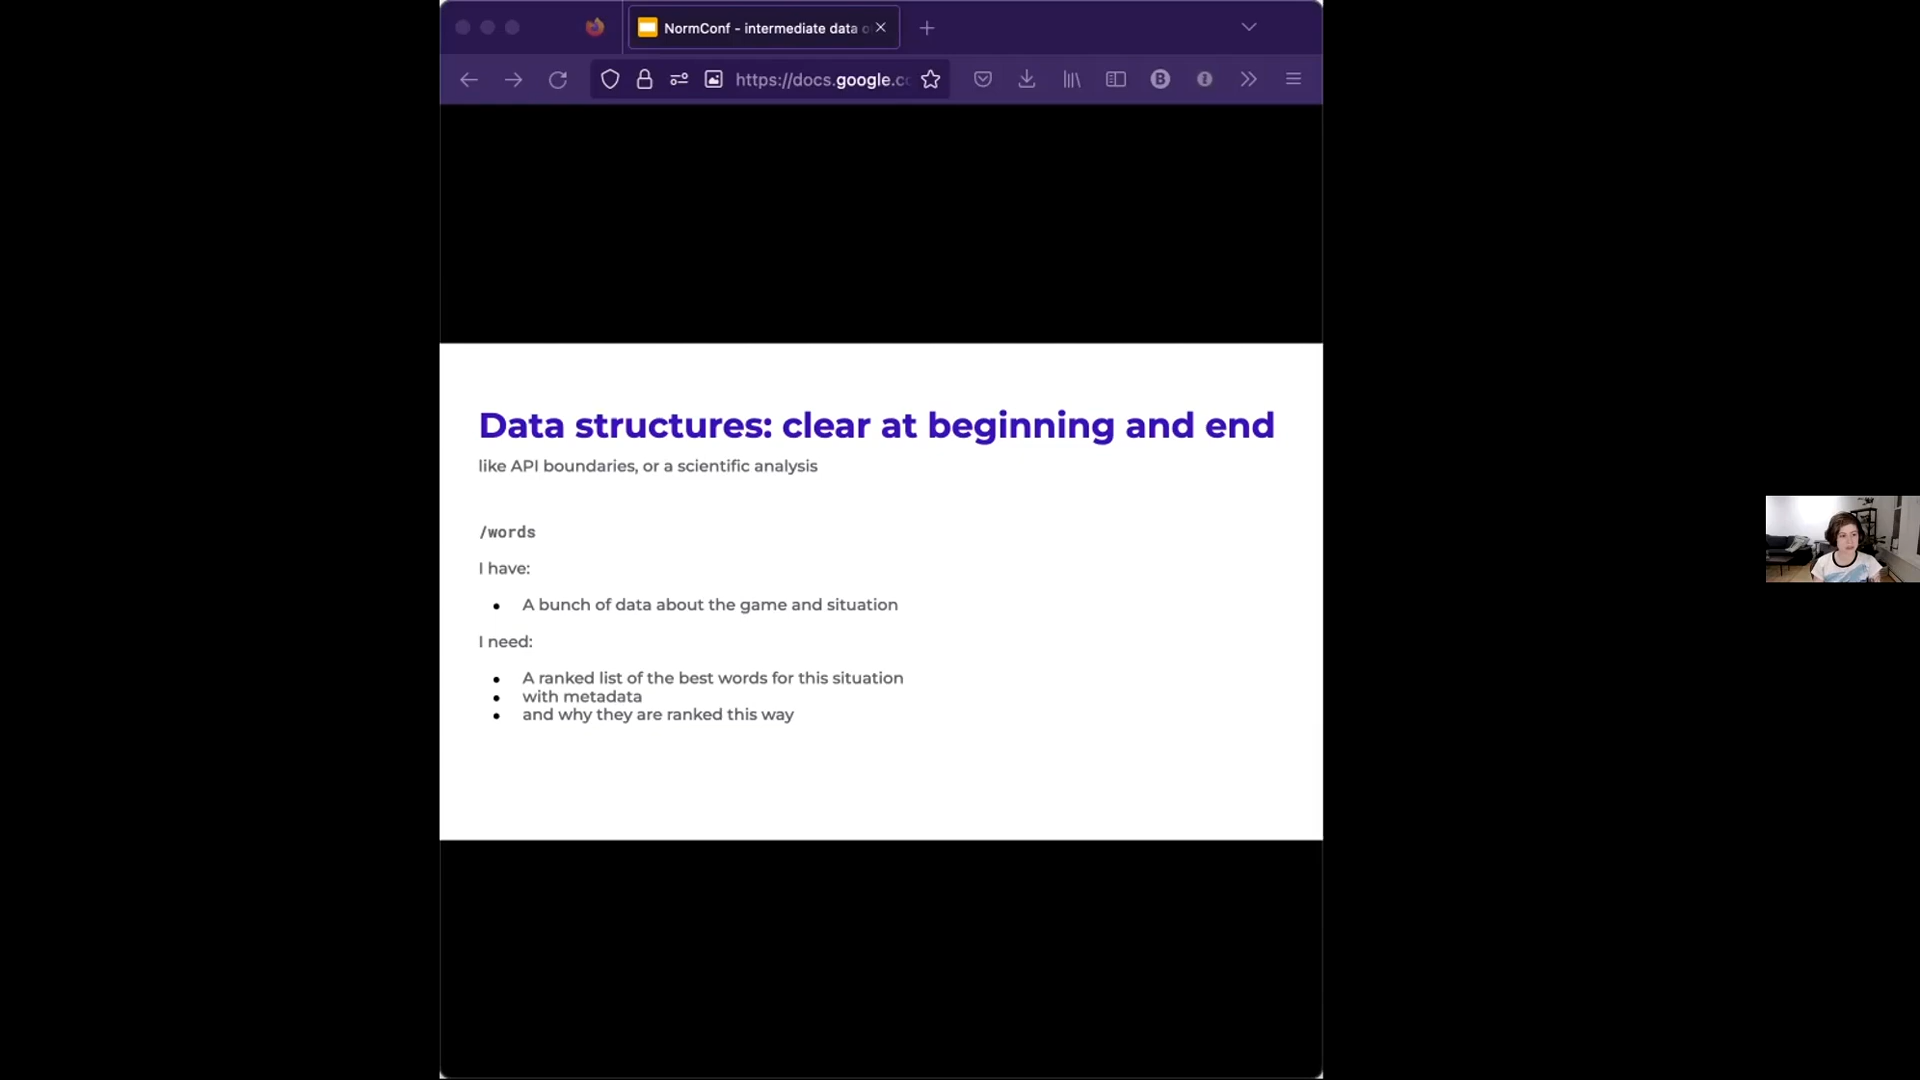 NormConf - intermediate data o
https://docs.google.co
Data structures: clear at beginning and end
like API boundaries, or a scientific analysis
/words
I have:
• A bunch of data about the game and situation
I need:
• A ranked list of the best words for this situation
• with metadata
• and why they are ranked this way